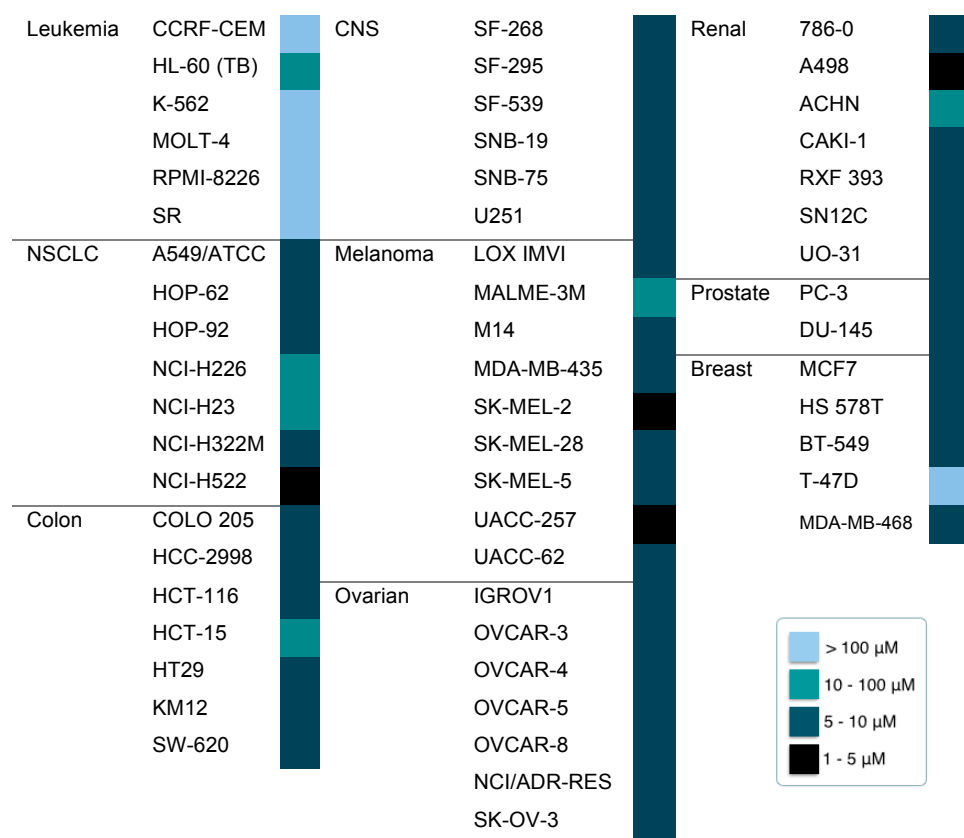 Leukemia CCRF-CEM
HL-60 (TB)
K-562
MOLT-4
RPMI-8226
SR
NSCLC A549/ATCC
HOP-62
HOP-92
NCI-H226
NCI-H23
NCI-H322M
NCI-H522
Colon COLO 205
HCC-2998
HCT-116
HCT-15
HT29
KM12
SW-620
CNS SF-268
SF-295
SF-539
SNB-19
SNB-75
U251
Melanoma LOX IMVI
MALME-3M
M14
MDA-MB-435
SK-MEL-2
SK-MEL-28
SK-MEL-5
UACC-257
UACC-62
Ovarian IGROV1
OVCAR-3
OVCAR-4
OVCAR-5
OVCAR-8
NCI/ADR-RES
SK-OV-3
Renal 786-0
A498
ACHN
CAKI-1
RXF 393
SN12C
UO-31
Prostate PC-3
DU-145
Breast MCF7
HS 578T
BT-549
T-47D
MDA-MB-468
> 100 μM
10 - 100 μM
5 - 10 μM
1 - 5 μM